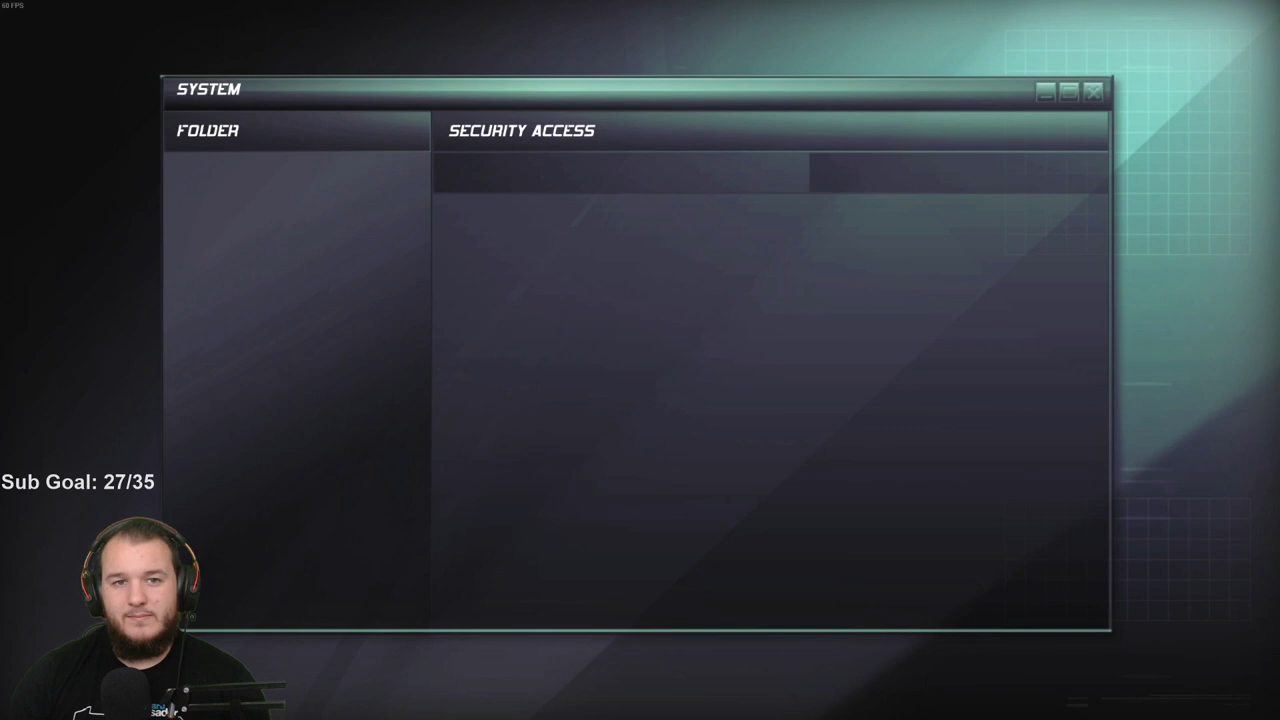 60 FPS
SYSTEM
FOLDER
SECURITY ACCESS
Sub Goal: 27/35